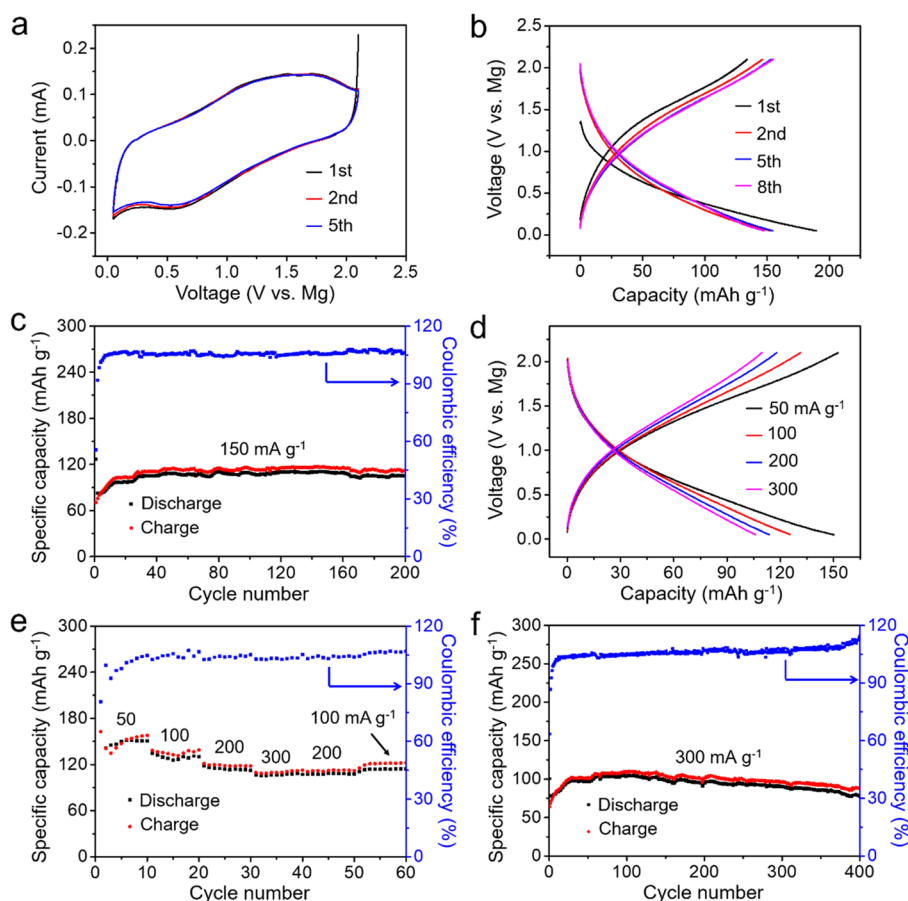 a
0.2
0.1
0.0
-0.1
-0.2
Current (mA)
1st
2nd
5th
0.0 0.5 1.0 1.5 2.0 2.5
Voltage (V vs. Mg)
b
2.5
2.0
1.5
1.0
0.5
0.0
Voltage (V vs. Mg)
1st
2nd
5th
8th
0 50 100 150 200
Capacity (mAh g⁻¹)
c
300
240
180
120
60
0
Specific capacity (mAh g⁻¹)
150 mA g⁻¹
Discharge
Charge
120
90
60
30
0
Coulombic efficiency (%)
0 40 80 120 160 200
Cycle number
d
2.0
1.5
1.0
0.5
0.0
Voltage (V vs. Mg)
50 mA g⁻¹
100
200
300
0 30 60 90 120 150
Capacity (mAh g⁻¹)
e
300
240
180
120
60
0
Specific capacity (mAh g⁻¹)
50
100
200
300
200
100 mA g⁻¹
Discharge
Charge
120
90
60
30
0
Coulombic efficiency (%)
0 10 20 30 40 50 60
Cycle number
f
300
250
200
150
100
50
0
Specific capacity (mAh g⁻¹)
300 mA g⁻¹
Discharge
Charge
120
90
60
30
0
Coulombic efficiency (%)
0 100 200 300 400
Cycle number